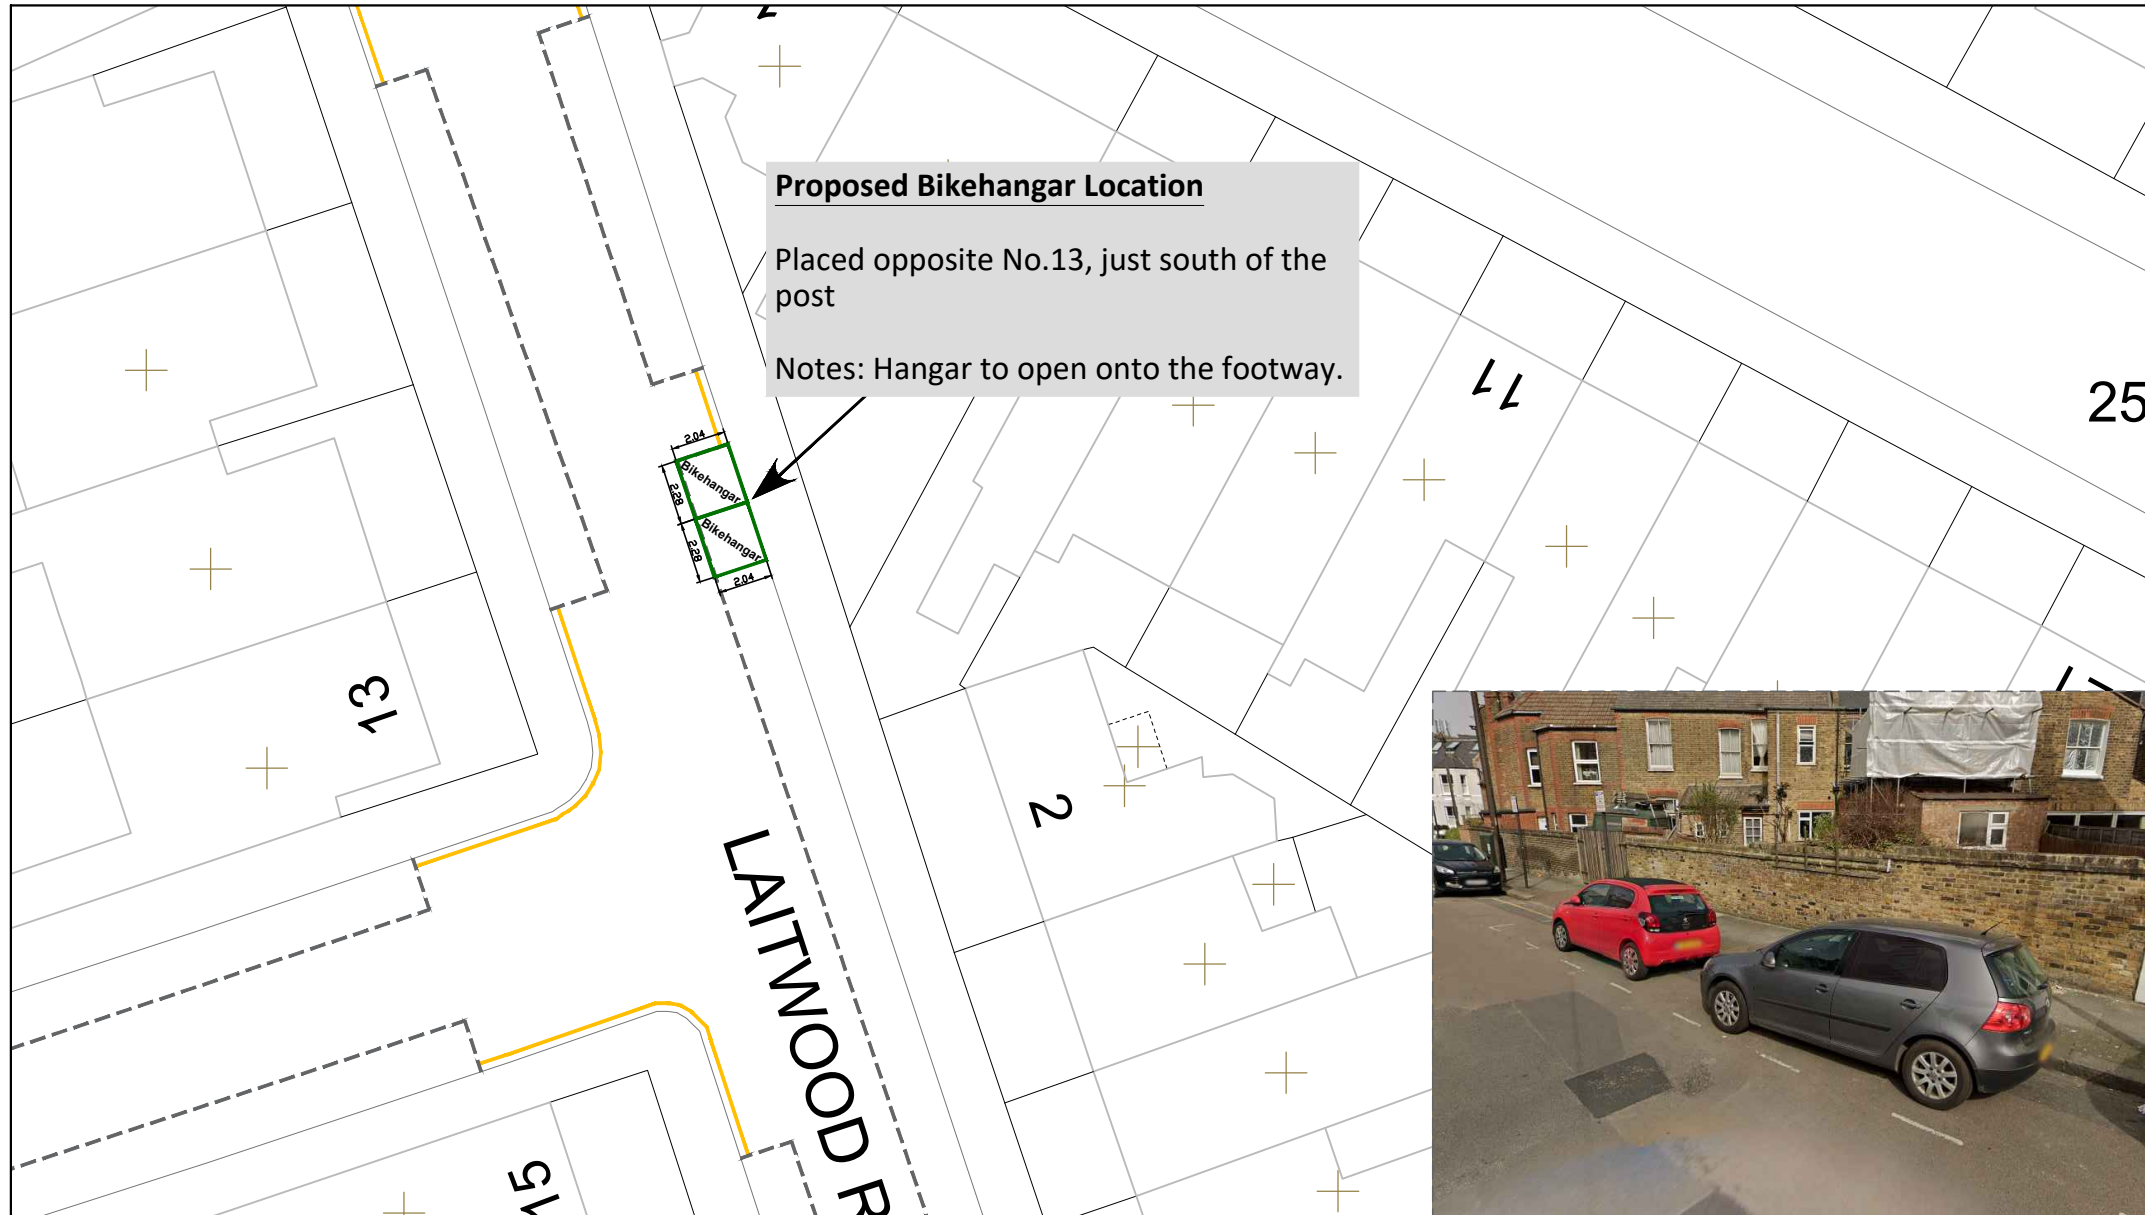 Proposed Bikehangar Location
Placed opposite No.13, just south of the
post
Notes: Hangar to open onto the footway.
11
25
2.04
Bikehangar
2.28
Bikehangar
2.28
2.04
13
2
LAITWOOD R
15